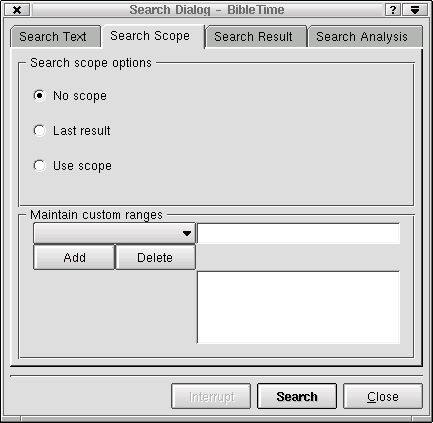 Search Dialog - BibleTime
Search Text Search Scope Search Result Search Analysis
Search scope options
No scope
Last result
Use scope
Maintain custom ranges
Add Delete
Interrupt Search Close